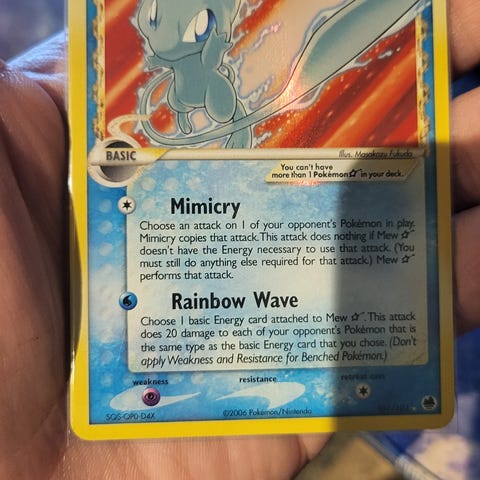 BASIC
Illus. Masakazu Fukuda
You can't have
more than 1 Pokémon☆ in your deck.
Mimicry
Choose an attack on 1 of your opponent's Pokémon in play.
Mimicry copies that attack. This attack does nothing if Mew ☆
doesn't have the Energy necessary to use that attack. (You
must still do anything else required for that attack.) Mew ☆
performs that attack.
Rainbow Wave
Choose 1 basic Energy card attached to Mew ☆. This attack
does 20 damage to each of your opponent's Pokémon that is
the same type as the basic Energy card that you chose. (Don't
apply Weakness and Resistance for Benched Pokémon.)
weakness resistance retreat cost
SQS-QP0-D4X ©2006 Pokémon/Nintendo